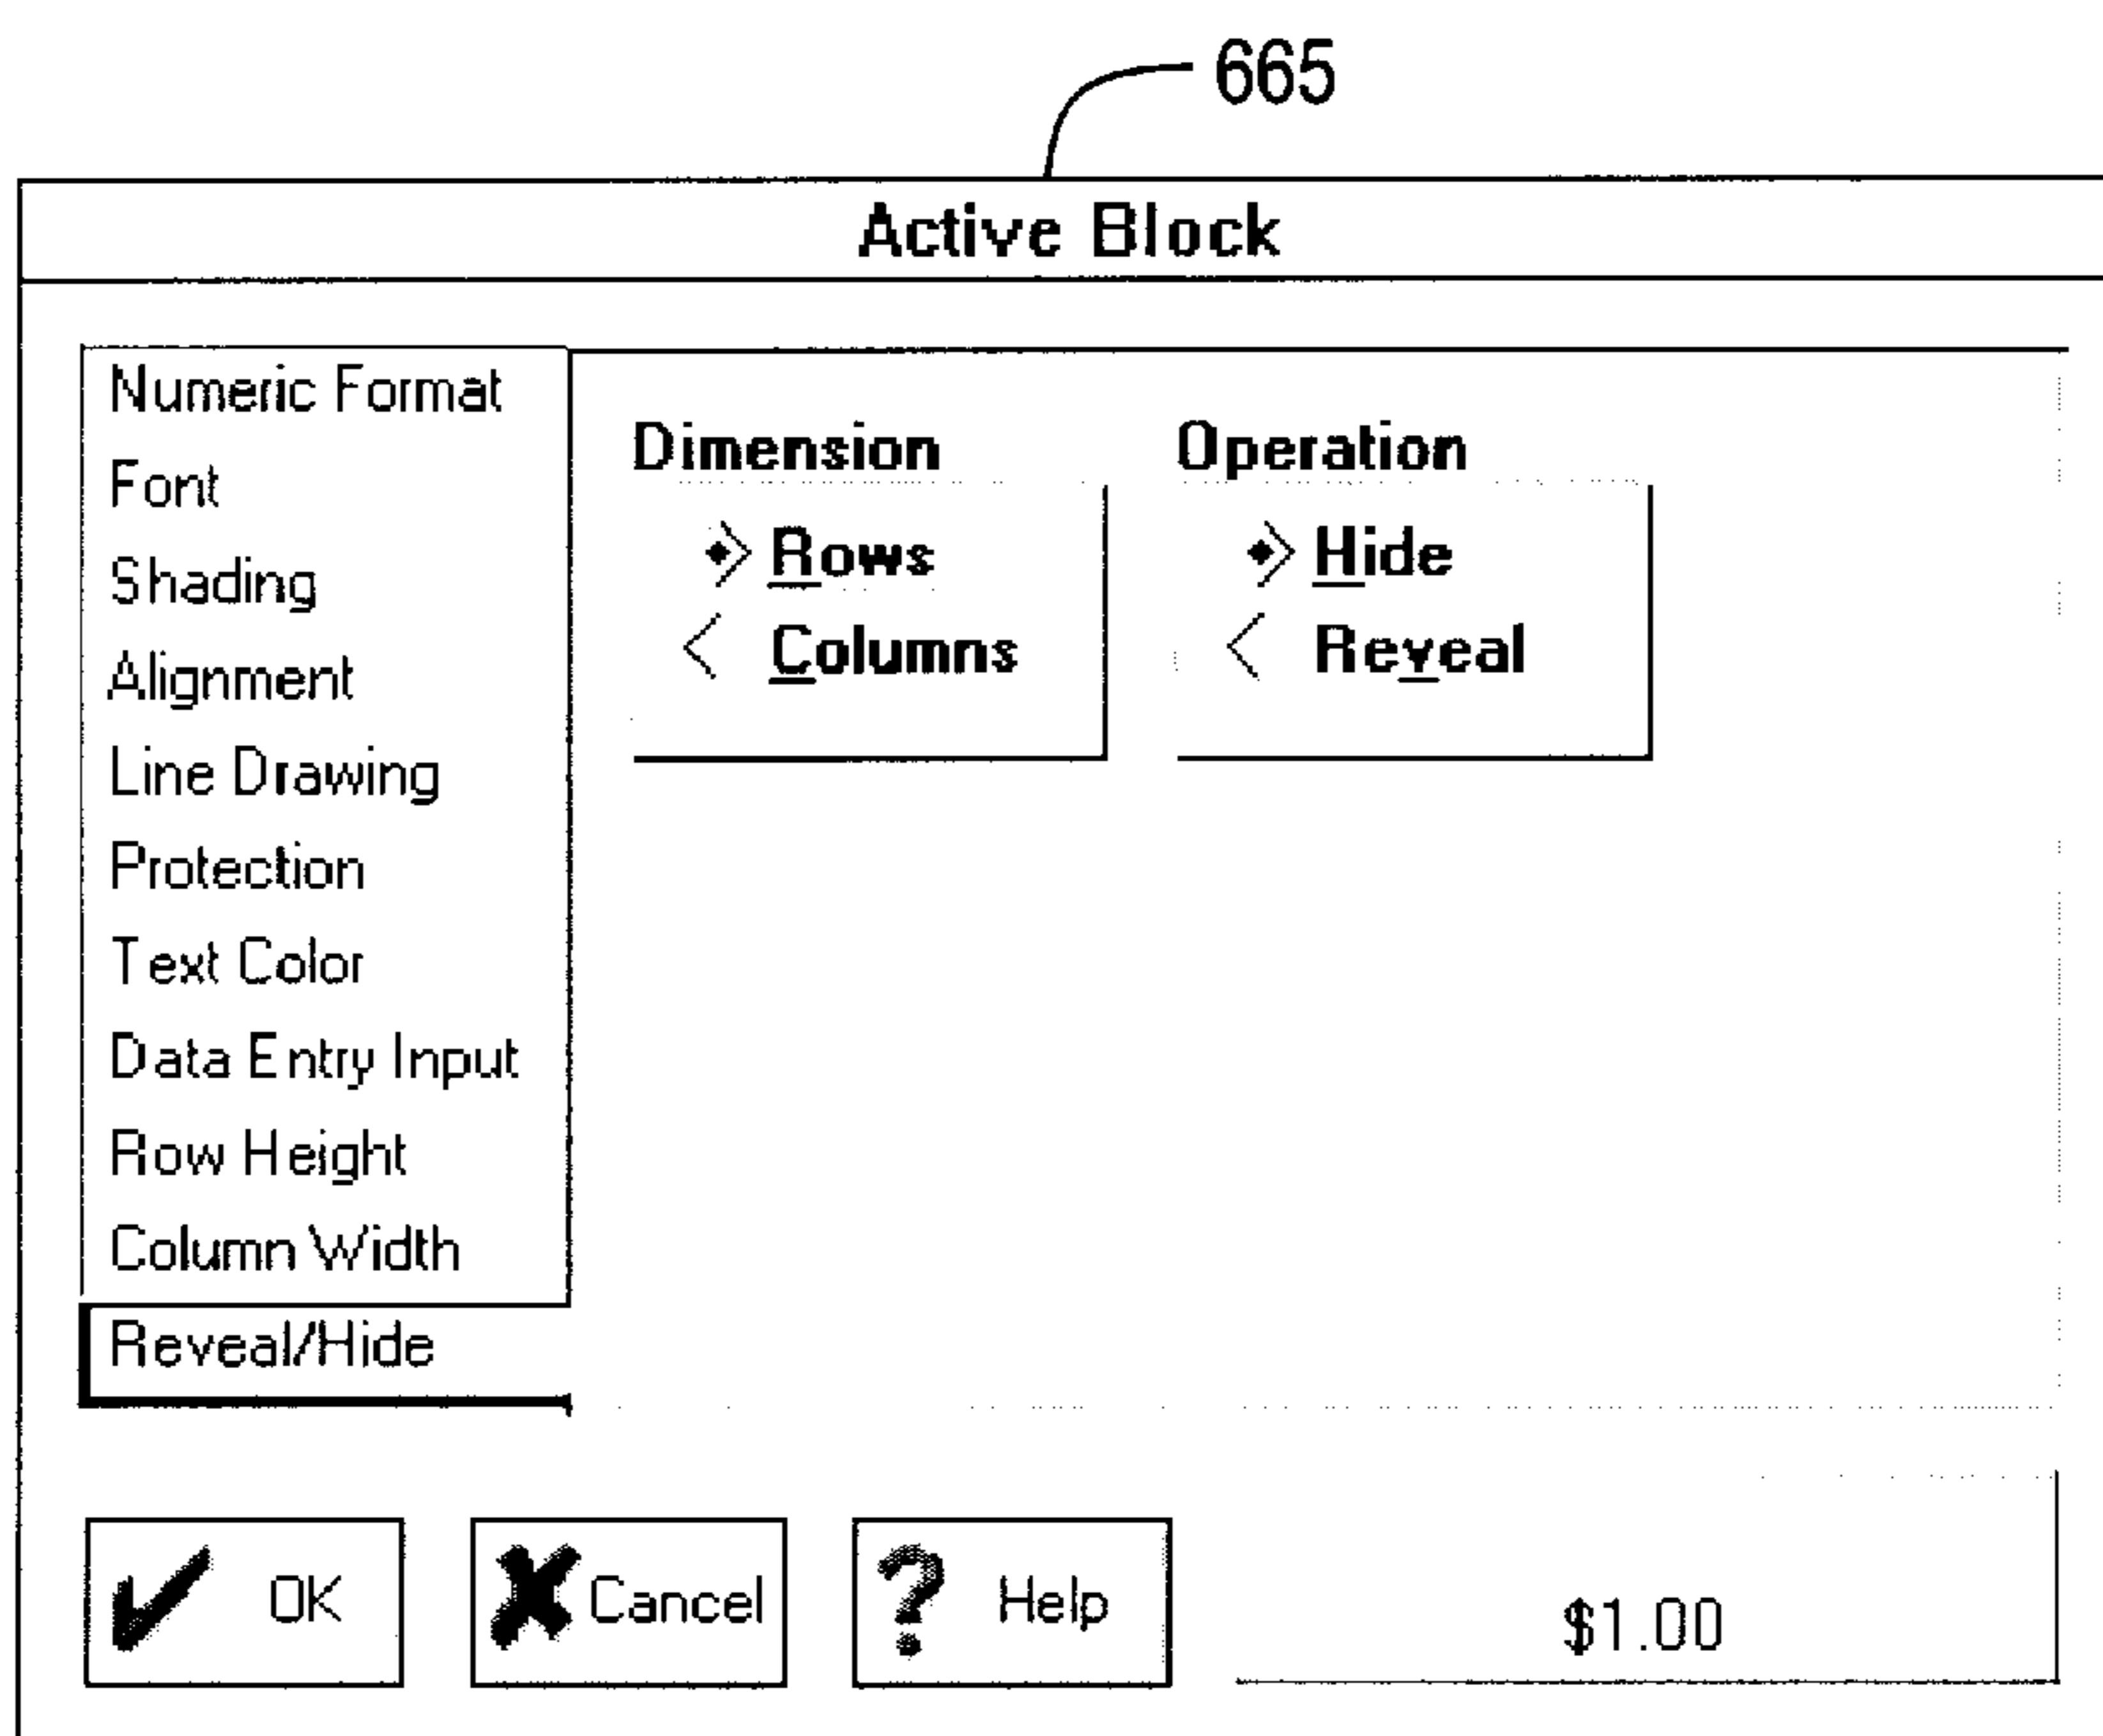 665
Active Block
Numeric Format
Font
Shading
Alignment
Line Drawing
Protection
Text Color
Data Entry Input
Row Height
Column Width
Reveal/Hide
Dimension
Rows
Columns
Operation
Hide
Reveal
OK
Cancel
Help
$1.00